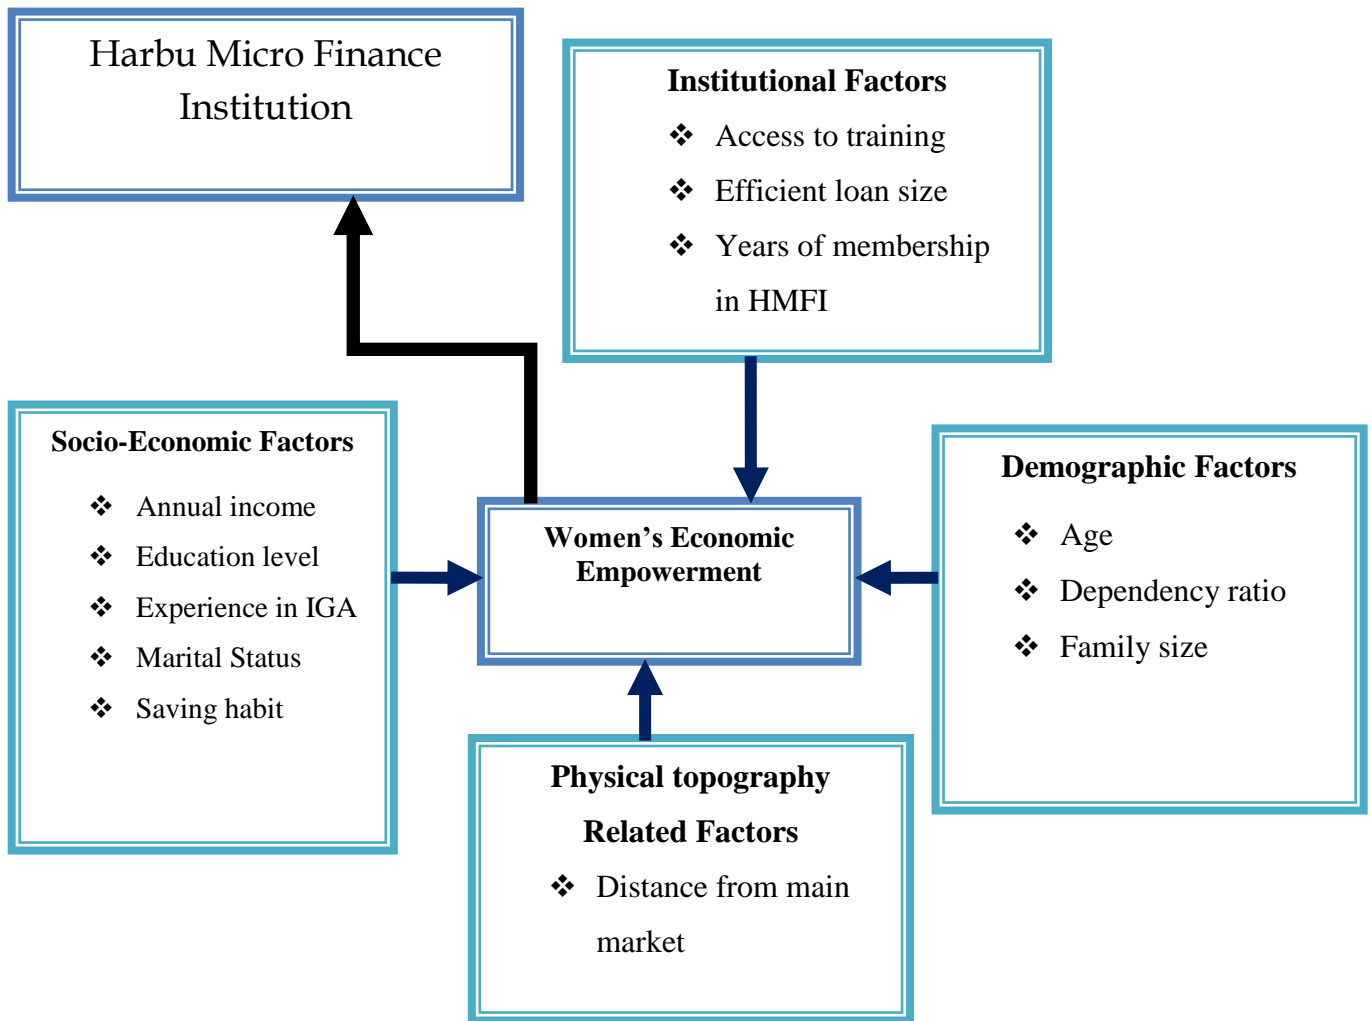 Harbu Micro Finance
Institution
Institutional Factors
❖ Access to training
❖ Efficient loan size
❖ Years of membership
in HMFI
Socio-Economic Factors
❖ Annual income
❖ Education level
❖ Experience in IGA
❖ Marital Status
❖ Saving habit
Women’s Economic
Empowerment
Demographic Factors
❖ Age
❖ Dependency ratio
❖ Family size
Physical topography
Related Factors
❖ Distance from main
market